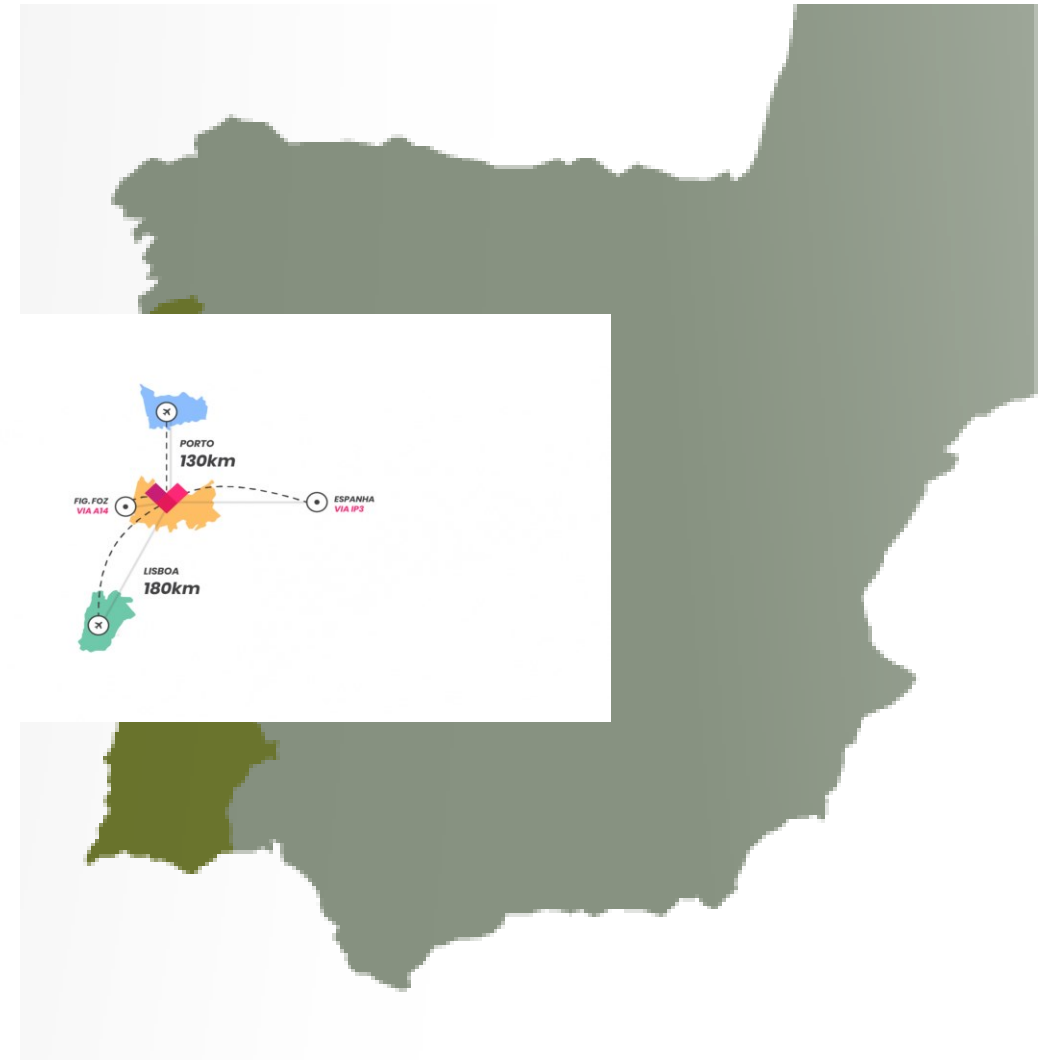 PORTO
130km
FIG. FOZ
VIA A14
ESPANHA
VIA IP3
LISBOA
180km